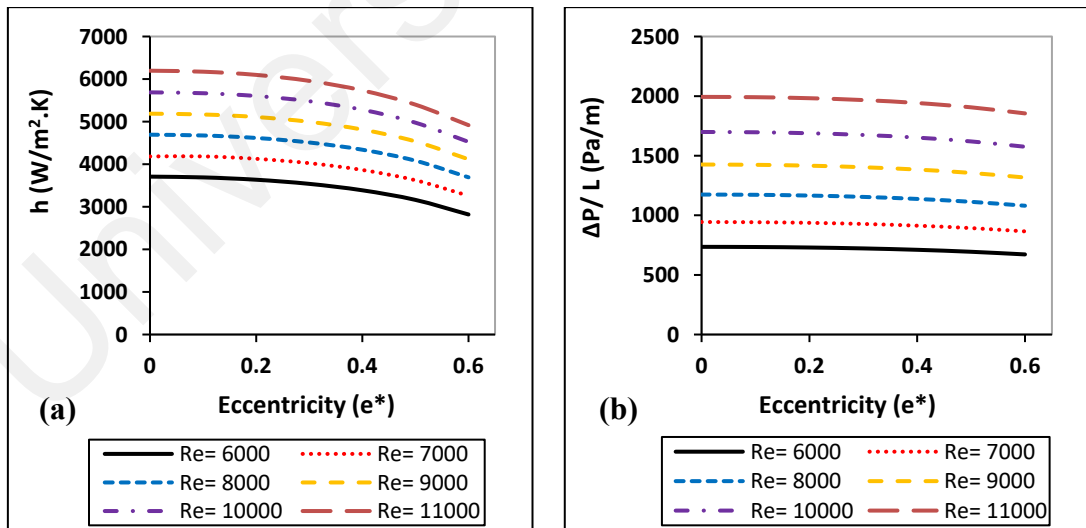 Univers
7000
6000
5000
4000
3000
2000
1000
0
h (W/m².K)
0 0.2 0.4 0.6
Eccentricity (e*)
(a)
Re= 6000 Re= 7000
Re= 8000 Re= 9000
Re= 10000 Re= 11000
2500
2000
1500
1000
500
0
ΔP/ L (Pa/m)
0 0.2 0.4 0.6
Eccentricity (e*)
(b)
Re= 6000 Re= 7000
Re= 8000 Re= 9000
Re= 10000 Re= 11000